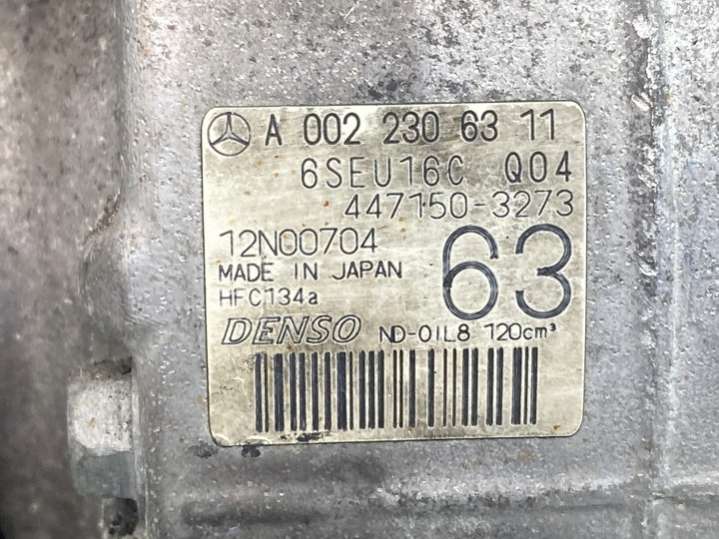 A 002 230 63 11
6SEU16C Q04
447150-3273
12N00704
63
MADE IN JAPAN
HFC134a
DENSO ND-OIL8 120cm³